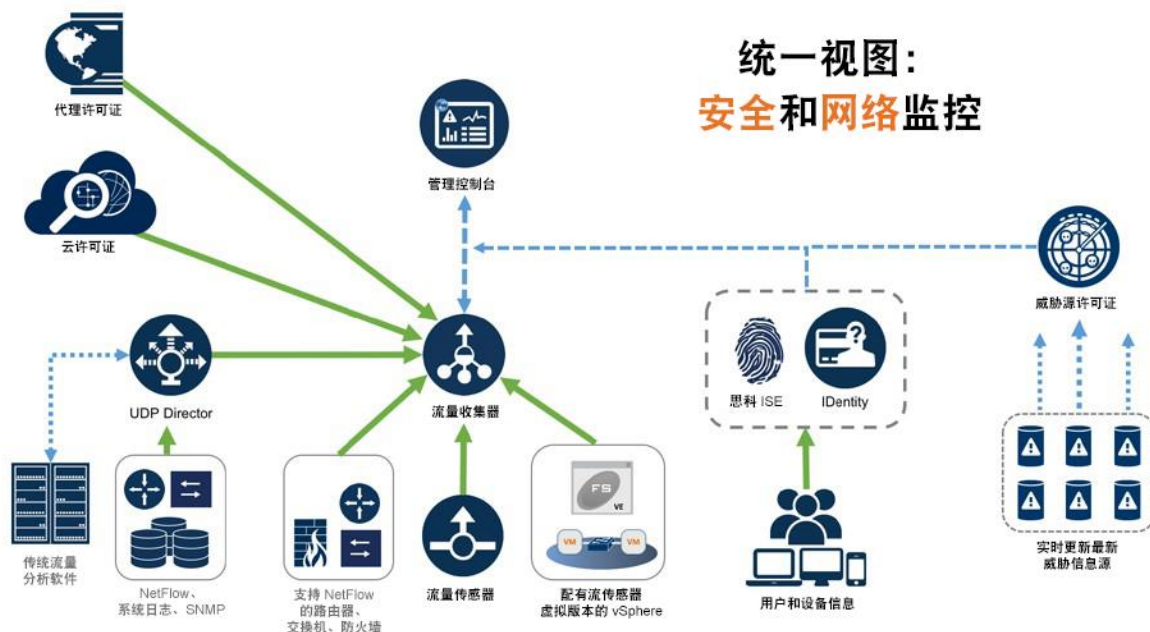 统一视图：
安全和网络监控
代理许可证
云许可证
管理控制台
威胁源许可证
UDP Director
流量收集器
思科 ISE
IDentity
FS
VE
VM
VM
传统流量
分析软件
NetFlow、
系统日志、SNMP
支持 NetFlow
的路由器、
交换机、防火墙
流量传感器
配有流传感器
虚拟版本的 vSphere
用户和设备信息
实时更新最新
威胁信息源